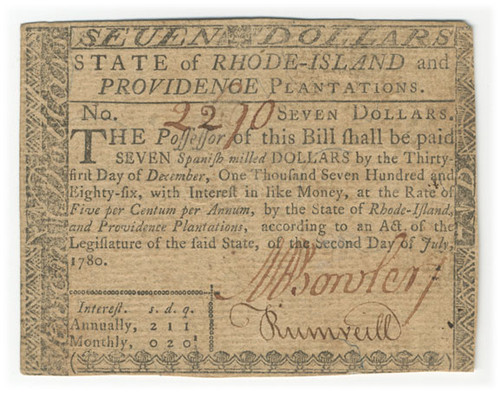 SEVEN DOLLARS
STATE of RHODE-ISLAND and
PROVIDENCE PLANTATIONS.
No. 2270 SEVEN DOLLARS.
THE Poſſeſſor of this Bill ſhall be paid
SEVEN Spaniſh milled DOLLARS by the Thirty-
firſt Day of December, One Thouſand Seven Hundred and
Eighty-ſix, with Intereſt in like Money, at the Rate of
Five per Centum per Annum, by the State of Rhode-Iſland,
and Providence Plantations, according to an Act of the
Legiſlature of the ſaid State, of the Second Day of July,
1780.
Intereſt. s. d. q.
Annually, 2 1 1
Monthly, 0 2 0